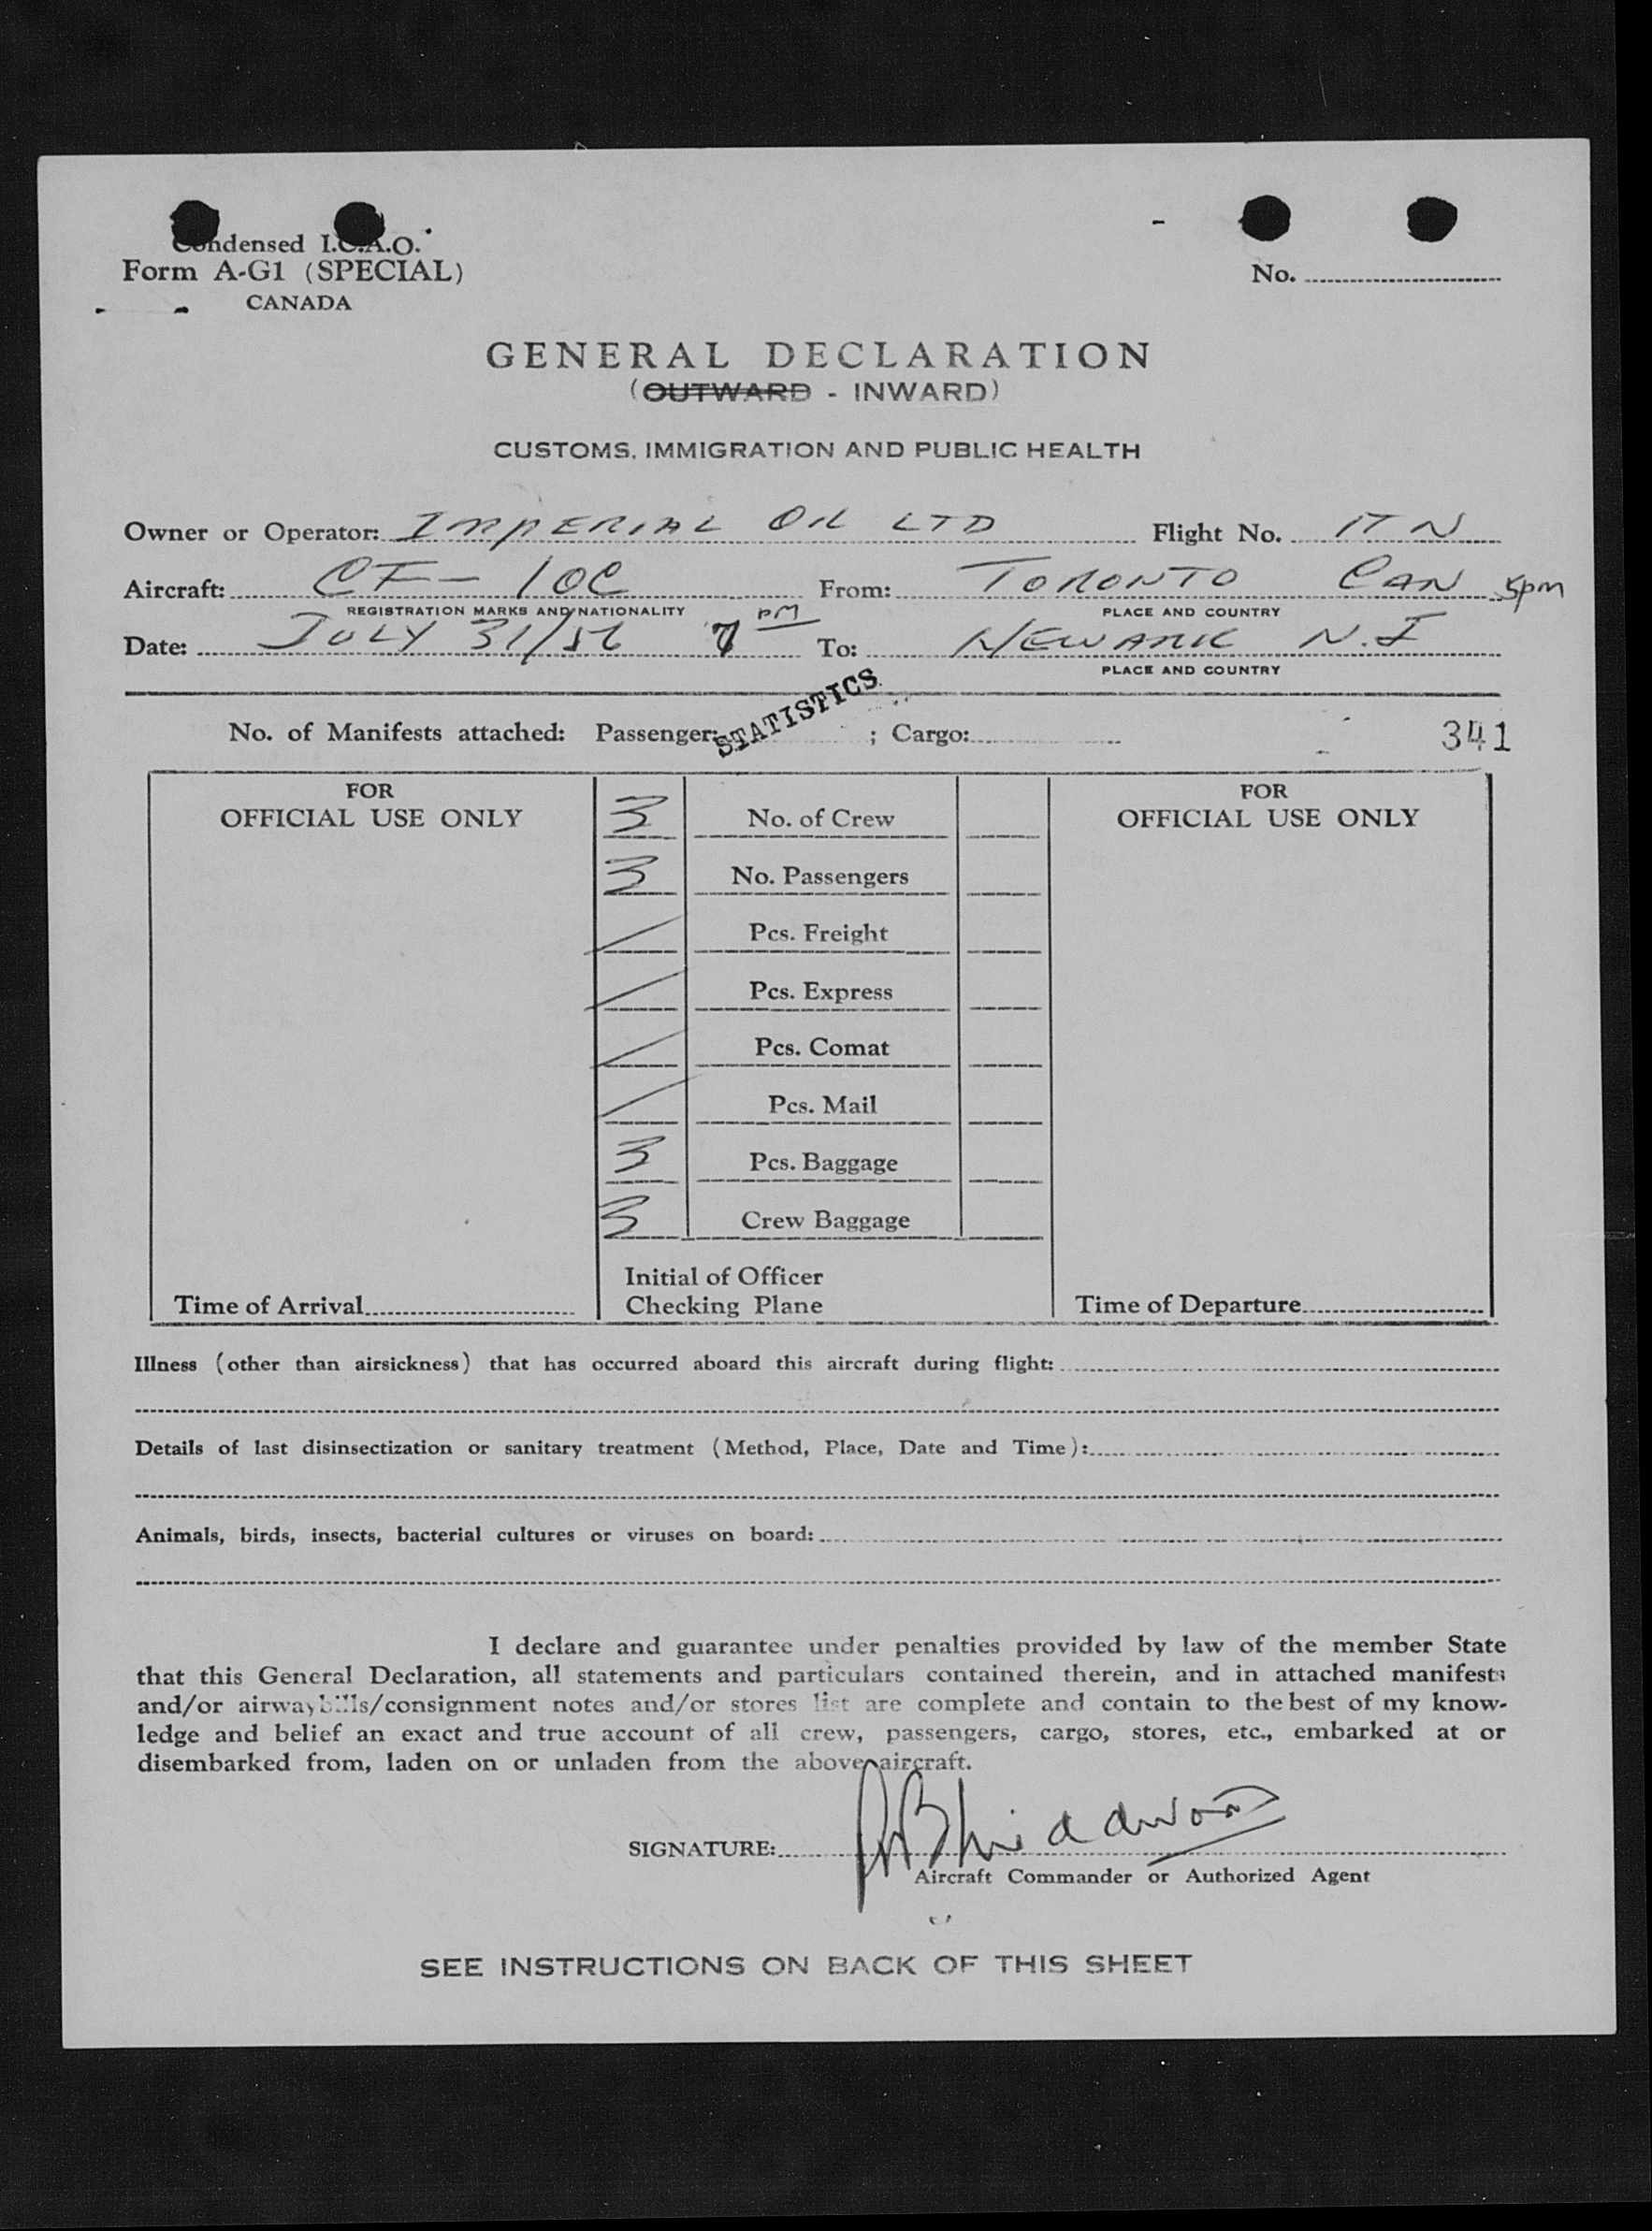 Condensed I.C.A.O.
Form A-G1 (SPECIAL)
CANADA
No.
GENERAL DECLARATION
(OUTWARD - INWARD)
CUSTOMS, IMMIGRATION AND PUBLIC HEALTH
Owner or Operator: IMPERIAL OIL LTD Flight No. ITN
Aircraft: CF-IOC From: TORONTO CAN 5pm
REGISTRATION MARKS AND NATIONALITY PLACE AND COUNTRY
Date: JULY 31/56 7 PM To: NEWARK N.J
PLACE AND COUNTRY
STATISTICS
No. of Manifests attached: Passenger: ; Cargo: 341
FOR
OFFICIAL USE ONLY
3 No. of Crew
3 No. Passengers
/ Pcs. Freight
/ Pcs. Express
/ Pcs. Comat
/ Pcs. Mail
3 Pcs. Baggage
3 Crew Baggage
FOR
OFFICIAL USE ONLY
Time of Arrival
Initial of Officer
Checking Plane
Time of Departure
Illness (other than airsickness) that has occurred aboard this aircraft during flight:
Details of last disinsectization or sanitary treatment (Method, Place, Date and Time):
Animals, birds, insects, bacterial cultures or viruses on board:
I declare and guarantee under penalties provided by law of the member State
that this General Declaration, all statements and particulars contained therein, and in attached manifests
and/or airwaybills/consignment notes and/or stores list are complete and contain to the best of my know-
ledge and belief an exact and true account of all crew, passengers, cargo, stores, etc., embarked at or
disembarked from, laden on or unladen from the above aircraft.
SIGNATURE:
Aircraft Commander or Authorized Agent
SEE INSTRUCTIONS ON BACK OF THIS SHEET